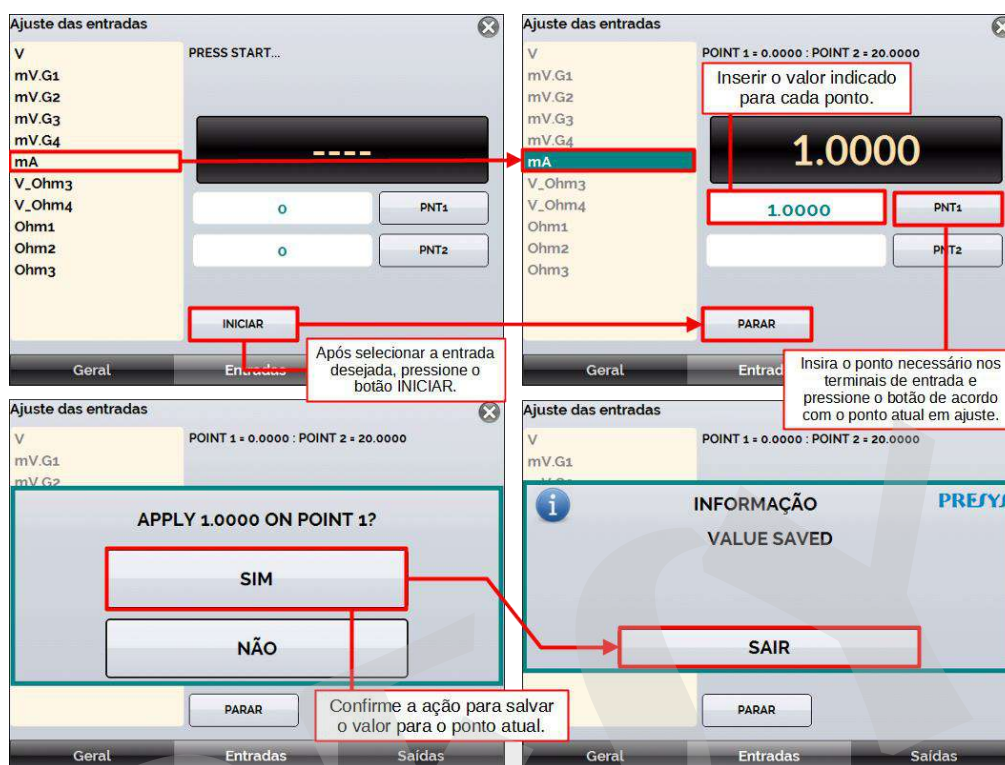 Ajuste das entradas
V
mV.G1
mV.G2
mV.G3
mV.G4
mA
V_Ohm3
V_Ohm4
Ohm1
Ohm2
Ohm3
PRESS START...
----
0
PNT1
0
PNT2
INICIAR
Após selecionar a entrada
desejada, pressione o
botão INICIAR.
Geral
Entradas
Ajuste das entradas
V
mV.G1
mV.G2
mV.G3
mV.G4
mA
V_Ohm3
V_Ohm4
Ohm1
Ohm2
Ohm3
POINT 1 = 0.0000 : POINT 2 = 20.0000
Inserir o valor indicado
para cada ponto.
1.0000
1.0000
PNT1
PNT2
PARAR
Insira o ponto necessário nos
terminais de entrada e
pressione o botão de acordo
com o ponto atual em ajuste.
Geral
Entrad
Ajuste das entradas
V
mV.G1
mV.G2
POINT 1 = 0.0000 : POINT 2 = 20.0000
APPLY 1.0000 ON POINT 1?
SIM
NÃO
PARAR
Confirme a ação para salvar
o valor para o ponto atual.
Geral
Entradas
Saídas
Ajuste das entradas
V
mV.G1
POINT 1 = 0.0000 : POINT 2 = 20.0000
INFORMAÇÃO
PRESYS
VALUE SAVED
SAIR
PARAR
Geral
Entradas
Saídas